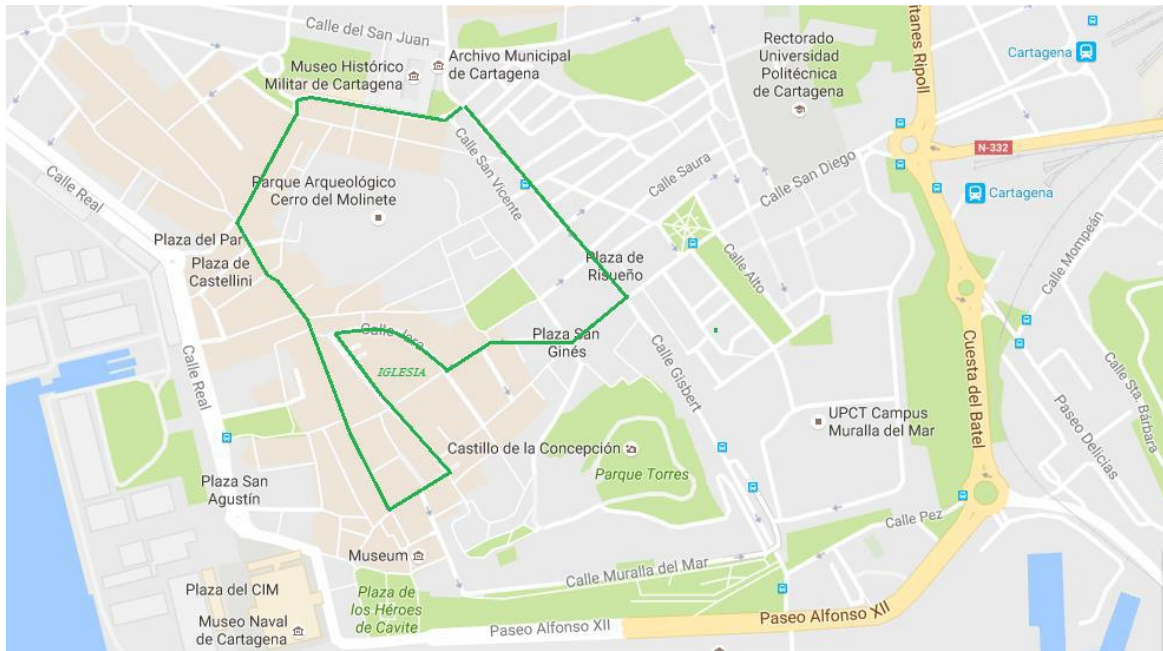 Calle del San Juan
Museo Histórico
Militar de Cartagena
Archivo Municipal
de Cartagena
Rectorado
Universidad
Politécnica
de Cartagena
itanes Ripoll
Cartagena
N-332
Cartagena
Calle Real
Parque Arqueológico
Cerro del Molinete
Calle San Vicente
Calle Saura
Calle San Diego
Plaza del Par
Plaza de
Castellini
Plaza de
Risueño
Calle Alto
Calle Mompeán
Calle Jara
Plaza San
Ginés
IGLESIA
Calle Real
Calle Gisbert
Cuesta del Batel
Calle Sta. Bárbara
Paseo Delicias
UPCT Campus
Muralla del Mar
Castillo de la Concepción
Parque Torres
Plaza San
Agustín
Calle Pez
Museum
Calle Muralla del Mar
Plaza del CIM
Plaza de
los Héroes
de Cavite
Museo Naval
de Cartagena
Paseo Alfonso XII
Paseo Alfonso XII